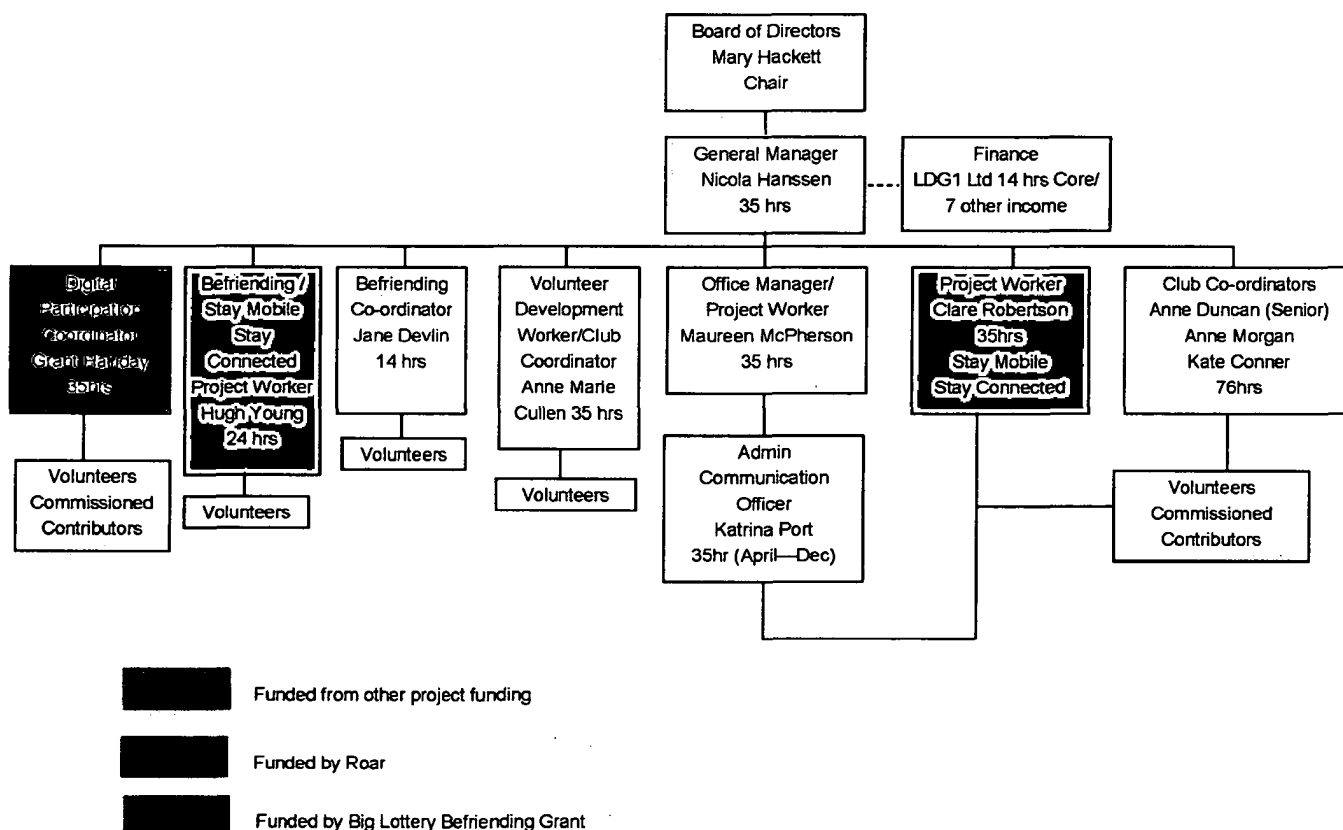 Board of Directors
Mary Hackett
Chair
General Manager
Nicola Hanssen
35 hrs
Finance
LDG1 Ltd 14 hrs Core/
7 other income
Digital
Participation
Coordinator
Grant
35hrs
Befriending /
Stay Mobile
Stay
Connected
Project Worker
Hugh Young
24 hrs
Befriending
Co-ordinator
Jane Devlin
14 hrs
Volunteer
Development
Worker/Club
Coordinator
Anne Marie
Cullen 35 hrs
Office Manager/
Project Worker
Maureen McPherson
35 hrs
Project Worker
Clare Robertson
35hrs
Stay Mobile
Stay Connected
Club Co-ordinators
Anne Duncan (Senior)
Anne Morgan
Kate Conner
76hrs
Volunteers
Commissioned
Contributors
Volunteers
Volunteers
Volunteers
Admin
Communication
Officer
Katrina Port
35hr (April—Dec)
Volunteers
Commissioned
Contributors
Funded from other project funding
Funded by Roar
Funded by Big Lottery Befriending Grant